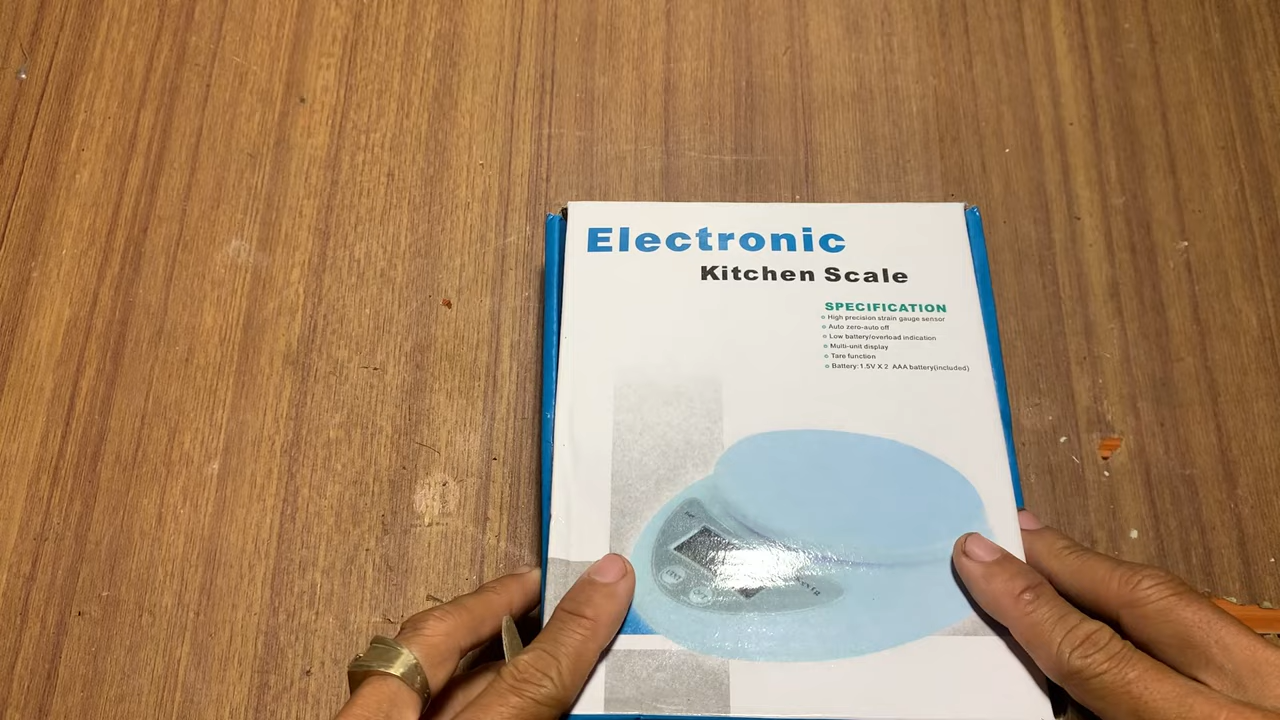 Electronic
Kitchen Scale
SPECIFICATION
High precision strain gauge sensor
Auto zero-auto off
Low battery/overload indication
Multi-unit display
Tare function
Battery: 1.5V X 2 AAA battery(included)